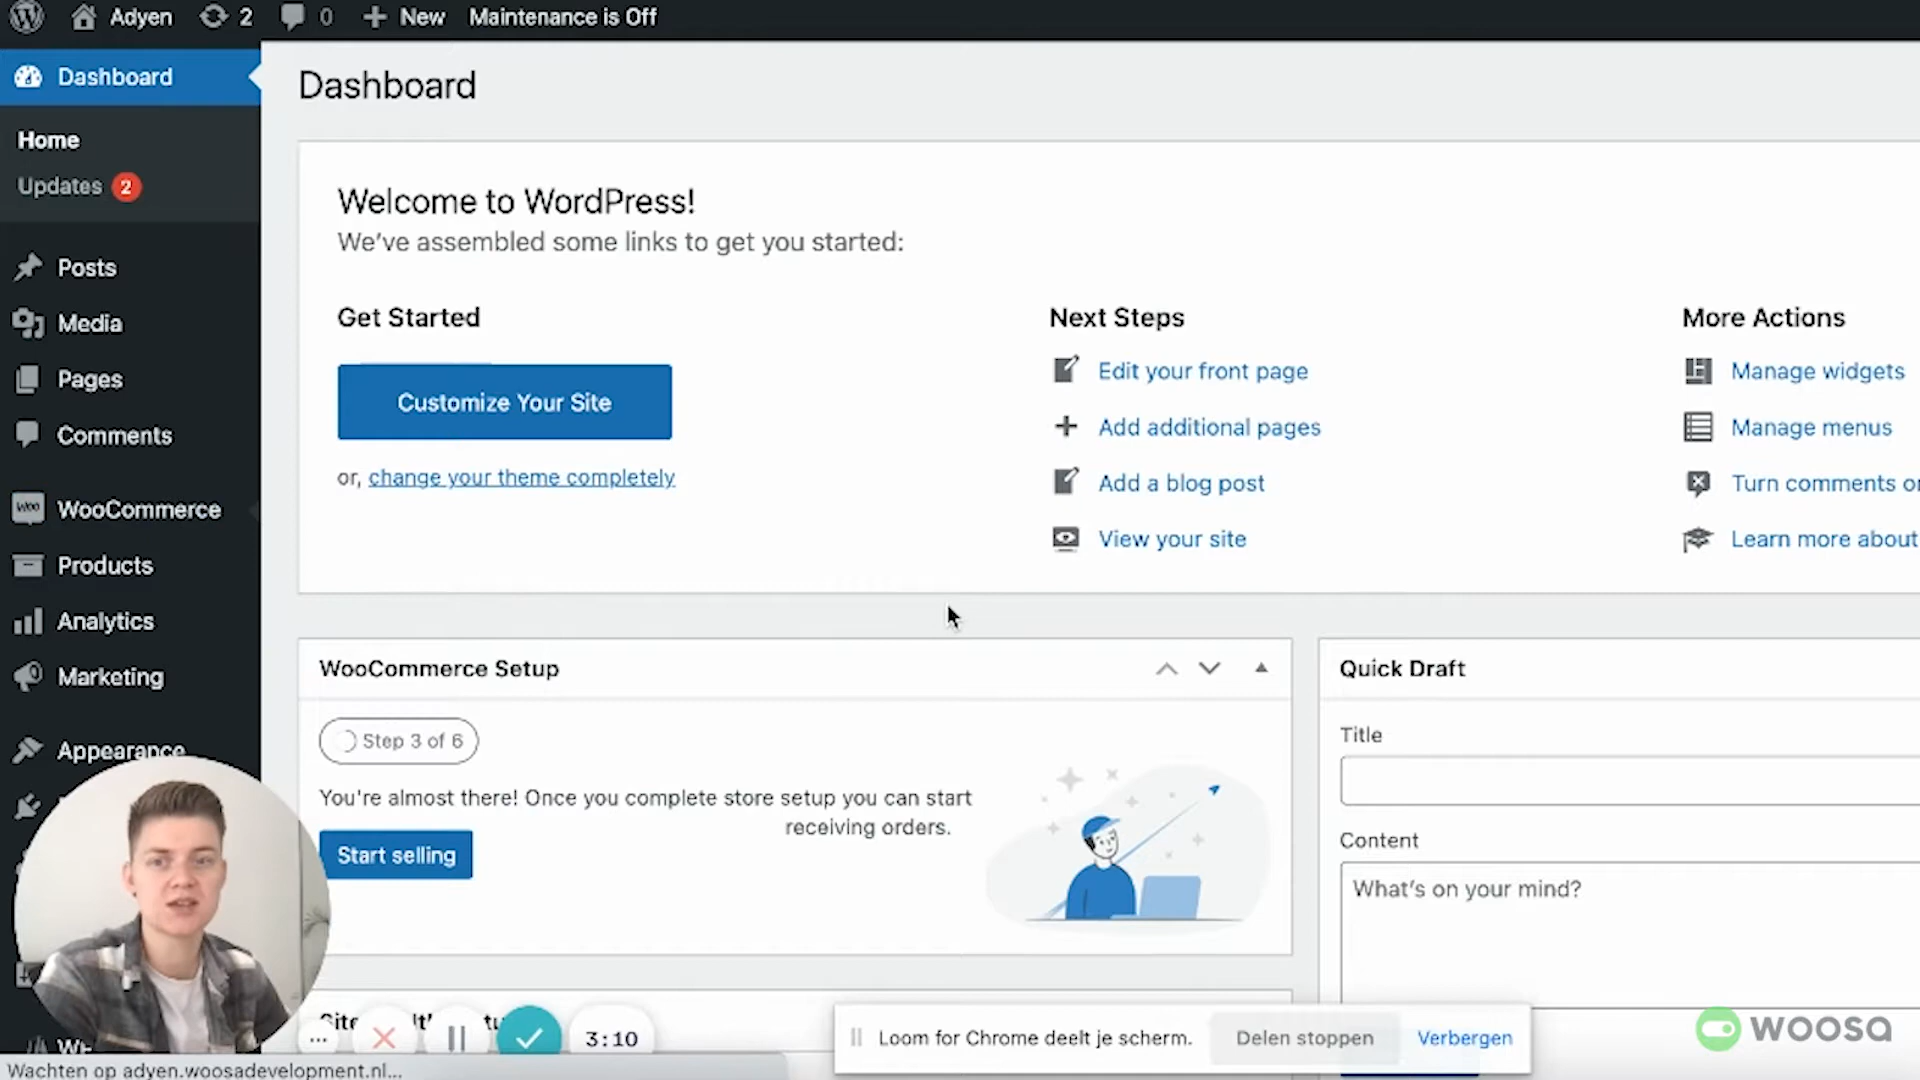 Adyen 2 0 New Maintenance is Off
Dashboard
Home
Updates 2
Posts
Media
Pages
Comments
WooCommerce
Products
Analytics
Marketing
Appearance
Dashboard
Welcome to WordPress!
We've assembled some links to get you started:
Get Started
Customize Your Site
or, change your theme completely
Next Steps
Edit your front page
Add additional pages
Add a blog post
View your site
More Actions
Manage widgets
Manage menus
Turn comments
Learn more about
WooCommerce Setup
Step 3 of 6
You're almost there! Once you complete store setup you can start
receiving orders.
Start selling
Quick Draft
Title
Content
What's on your mind?
3:10
Loom for Chrome deelt je scherm. Delen stoppen Verbergen
woosa
Wachten op adyen.woosadevelopment.nl...